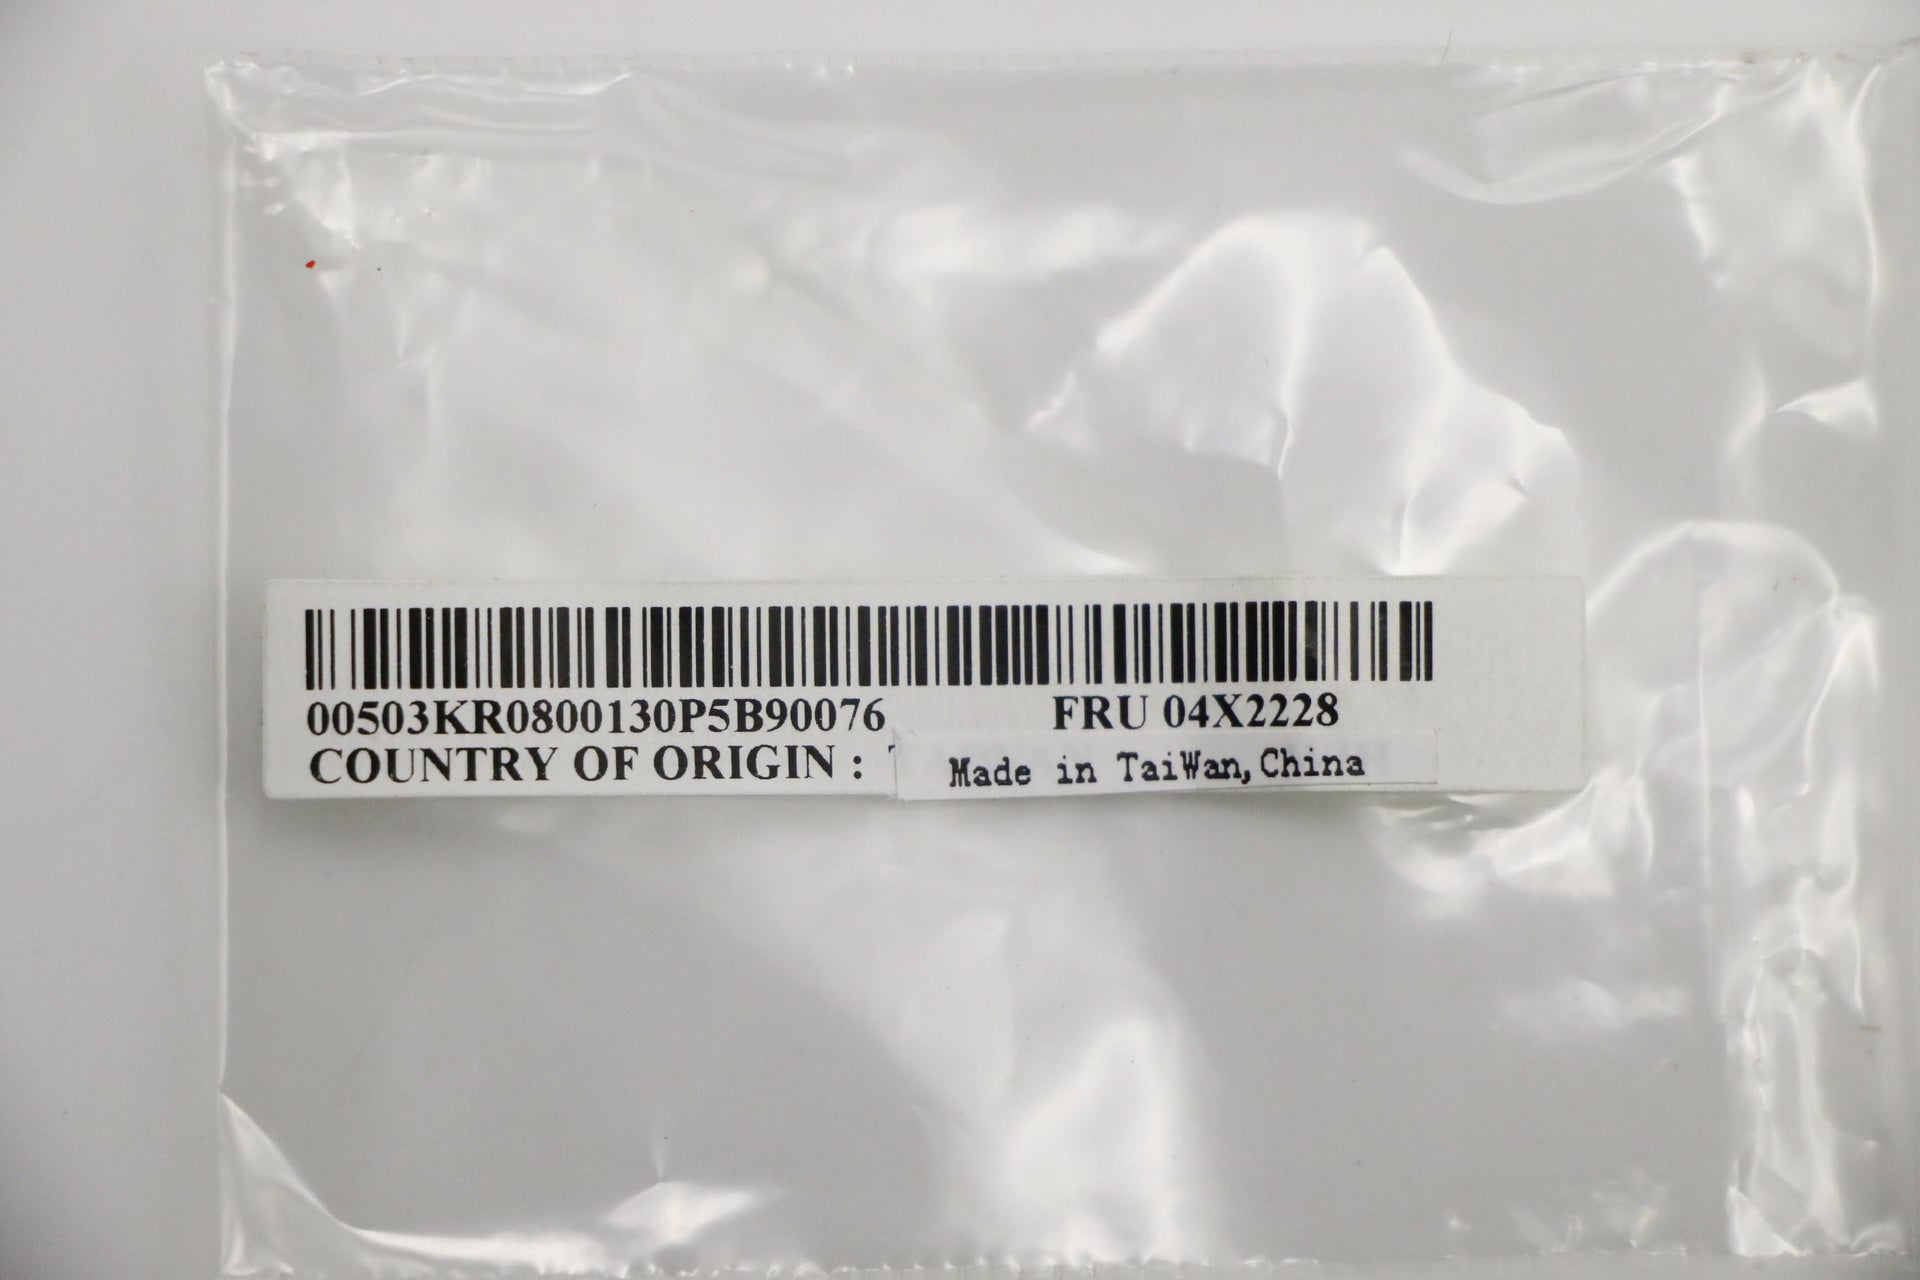 00503KR0800130P5B90076 FRU 04X2228
COUNTRY OF ORIGIN : Made in TaiWan,China